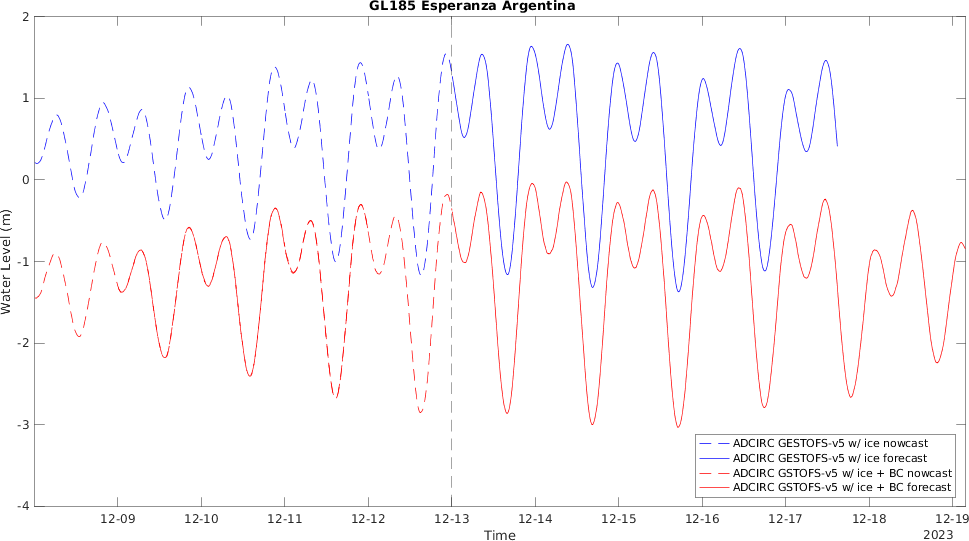 GL185 Esperanza Argentina
2
1
0
-1
-2
-3
-4
Water Level (m)
ADCIRC GESTOFS-v5 w/ ice nowcast
ADCIRC GESTOFS-v5 w/ ice forecast
ADCIRC GSTOFS-v5 w/ ice + BC nowcast
ADCIRC GSTOFS-v5 w/ ice + BC forecast
12-09 12-10 12-11 12-12 12-13 12-14 12-15 12-16 12-17 12-18 12-19
Time
2023